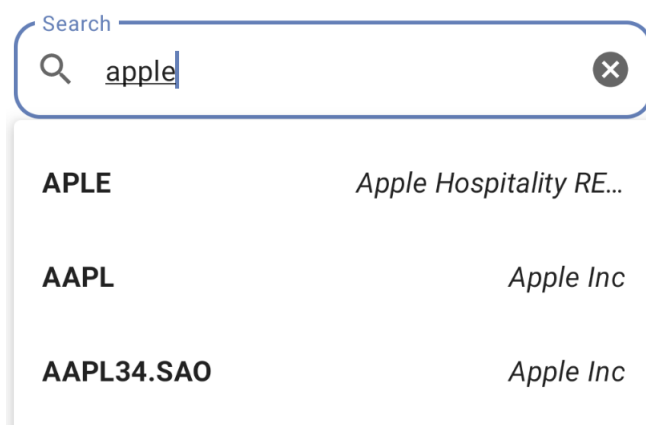 Search
apple
APLE Apple Hospitality RE...
AAPL Apple Inc
AAPL34.SAO Apple Inc